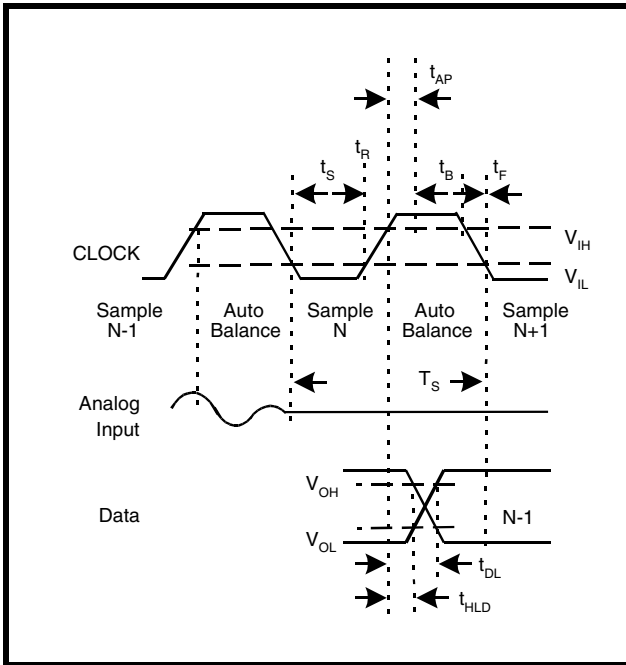 t_AP
t_R
t_S t_B t_F
CLOCK
V_IH
V_IL
Sample N-1
Auto Balance
Sample N
Auto Balance
Sample N+1
T_S
Analog Input
V_OH
Data
N-1
V_OL
t_DL
t_HLD